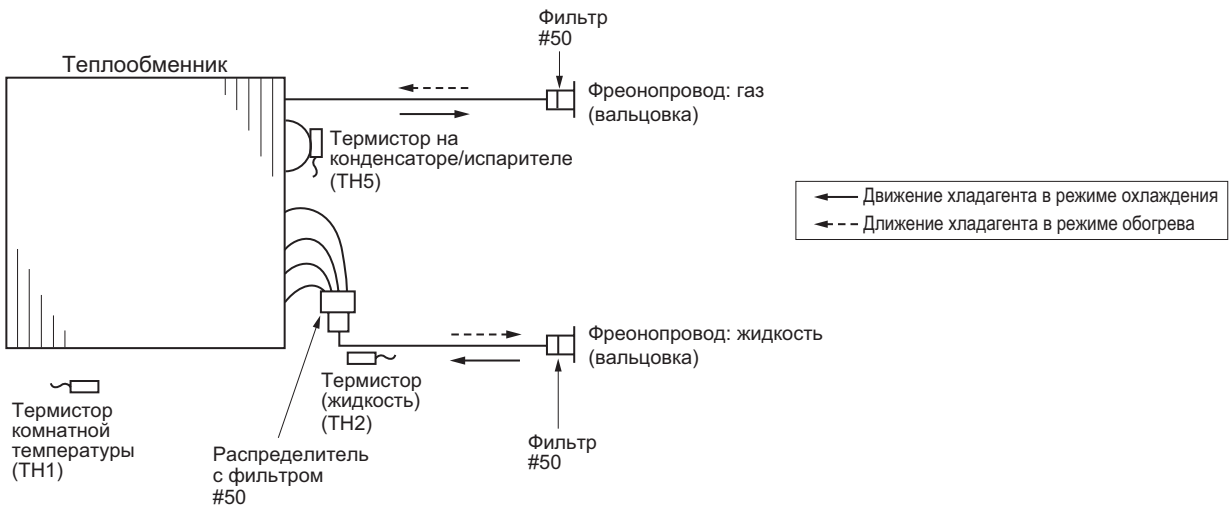 Фильтр
#50
Теплообменник
Фреонопровод: газ
(вальцовка)
Термистор на
конденсаторе/испарителе
(TH5)
Движение хладагента в режиме охлаждения
Длижение хладагента в режиме обогрева
Фреонопровод: жидкость
(вальцовка)
Термистор
(жидкость)
(TH2)
Термистор
комнатной
температуры
(TH1)
Распределитель
с фильтром
#50
Фильтр
#50